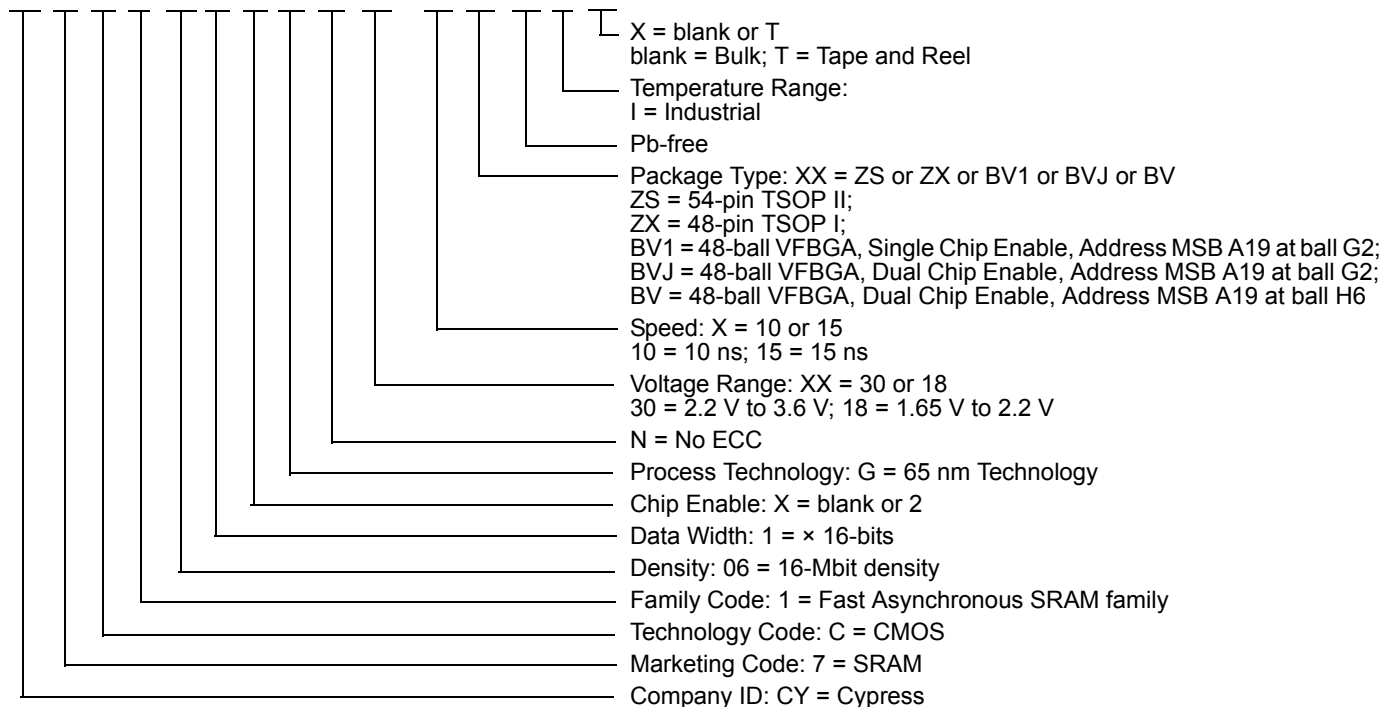 X = blank or T
blank = Bulk; T = Tape and Reel
Temperature Range:
I = Industrial
Pb-free
Package Type: XX = ZS or ZX or BV1 or BVJ or BV
ZS = 54-pin TSOP II;
ZX = 48-pin TSOP I;
BV1 = 48-ball VFBGA, Single Chip Enable, Address MSB A19 at ball G2;
BVJ = 48-ball VFBGA, Dual Chip Enable, Address MSB A19 at ball G2;
BV = 48-ball VFBGA, Dual Chip Enable, Address MSB A19 at ball H6
Speed: X = 10 or 15
10 = 10 ns; 15 = 15 ns
Voltage Range: XX = 30 or 18
30 = 2.2 V to 3.6 V; 18 = 1.65 V to 2.2 V
N = No ECC
Process Technology: G = 65 nm Technology
Chip Enable: X = blank or 2
Data Width: 1 = × 16-bits
Density: 06 = 16-Mbit density
Family Code: 1 = Fast Asynchronous SRAM family
Technology Code: C = CMOS
Marketing Code: 7 = SRAM
Company ID: CY = Cypress